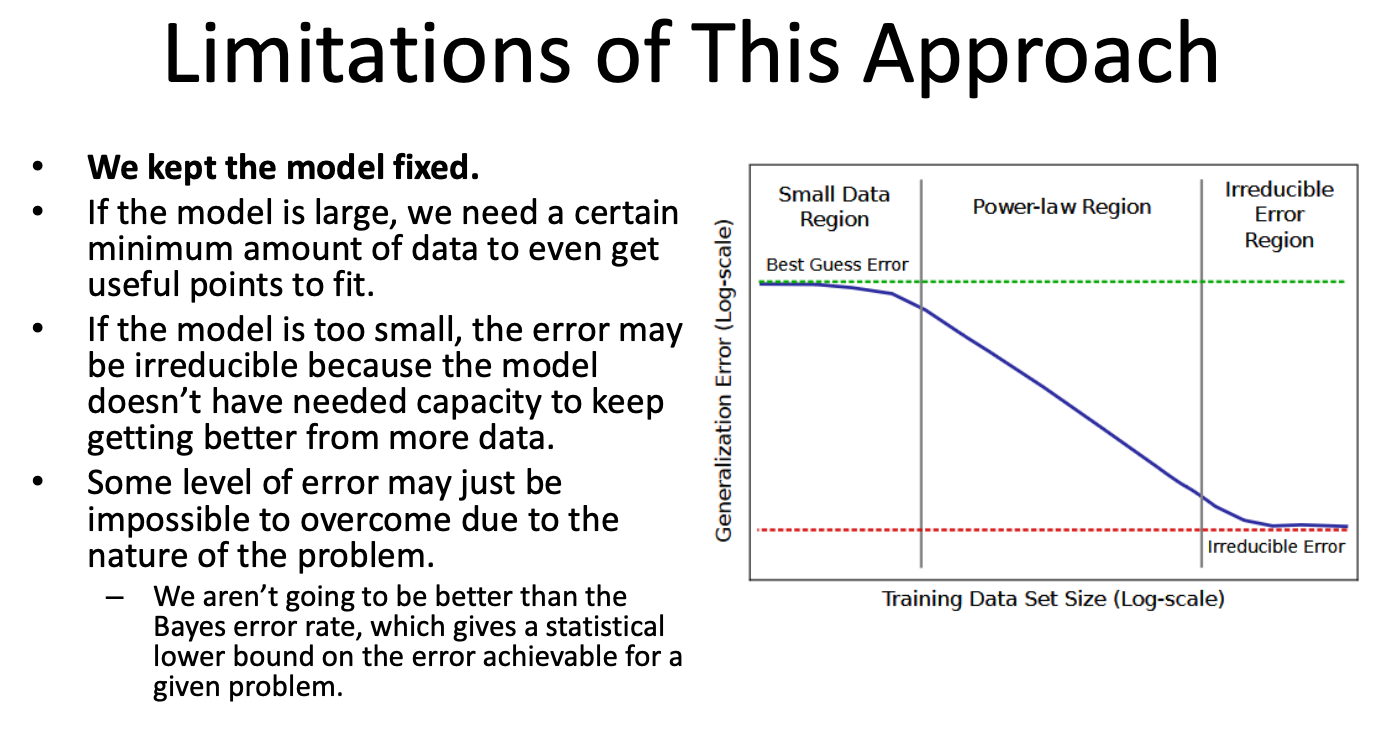 Limitations of This Approach
• We kept the model fixed.
• If the model is large, we need a certain
minimum amount of data to even get
useful points to fit.
• If the model is too small, the error may
be irreducible because the model
doesn’t have needed capacity to keep
getting better from more data.
• Some level of error may just be
impossible to overcome due to the
nature of the problem.
– We aren’t going to be better than the
Bayes error rate, which gives a statistical
lower bound on the error achievable for a
given problem.
Generalization Error (Log-scale)
Small Data
Region
Power-law Region
Irreducible
Error
Region
Best Guess Error
Irreducible Error
Training Data Set Size (Log-scale)